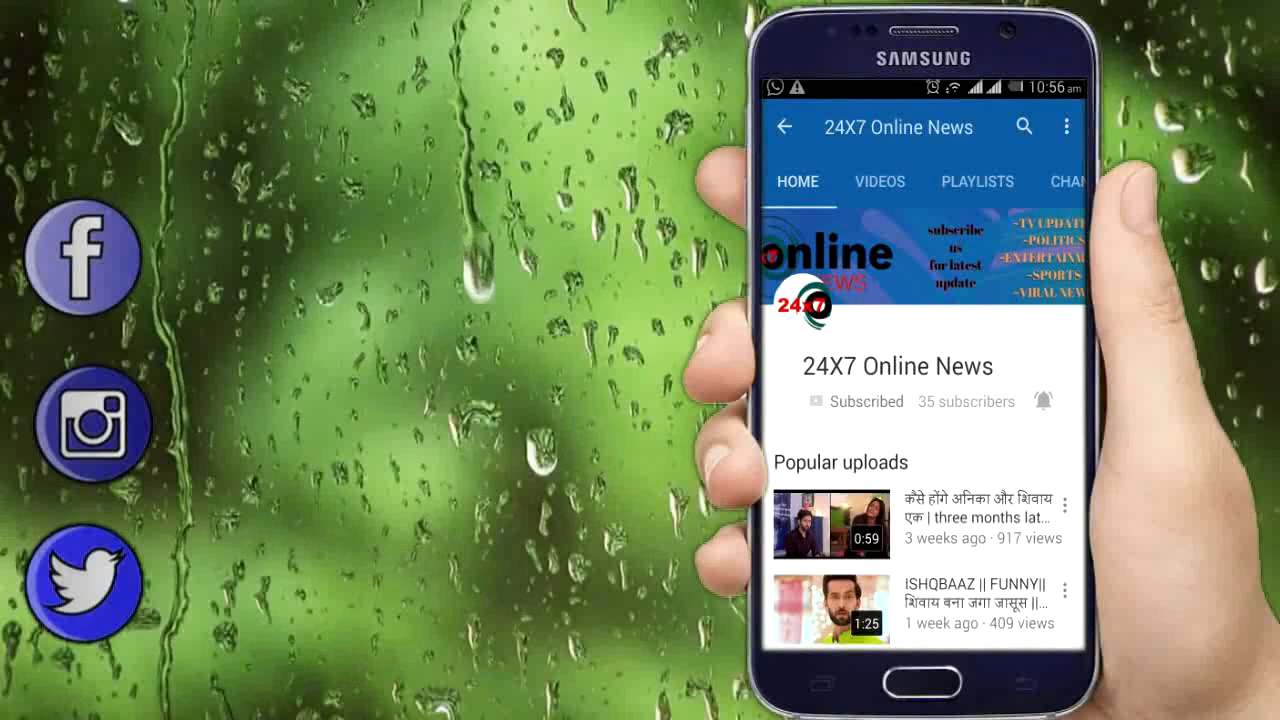 SAMSUNG
10:56 am
24X7 Online News
HOME VIDEOS PLAYLISTS CHAN
online
NEWS
24x7
subscribe
us
for latest
update
~TV UPDATE
~POLITICS
~ENTERTAINM
~SPORTS
~VIRAL NEW
24X7 Online News
Subscribed 35 subscribers
Popular uploads
कैसे होंगे अनिका और शिवाय
एक | three months lat...
3 weeks ago · 917 views
0:59
ISHQBAAZ || FUNNY||
शिवाय बना जगा जासूस ||...
1 week ago · 409 views
1:25